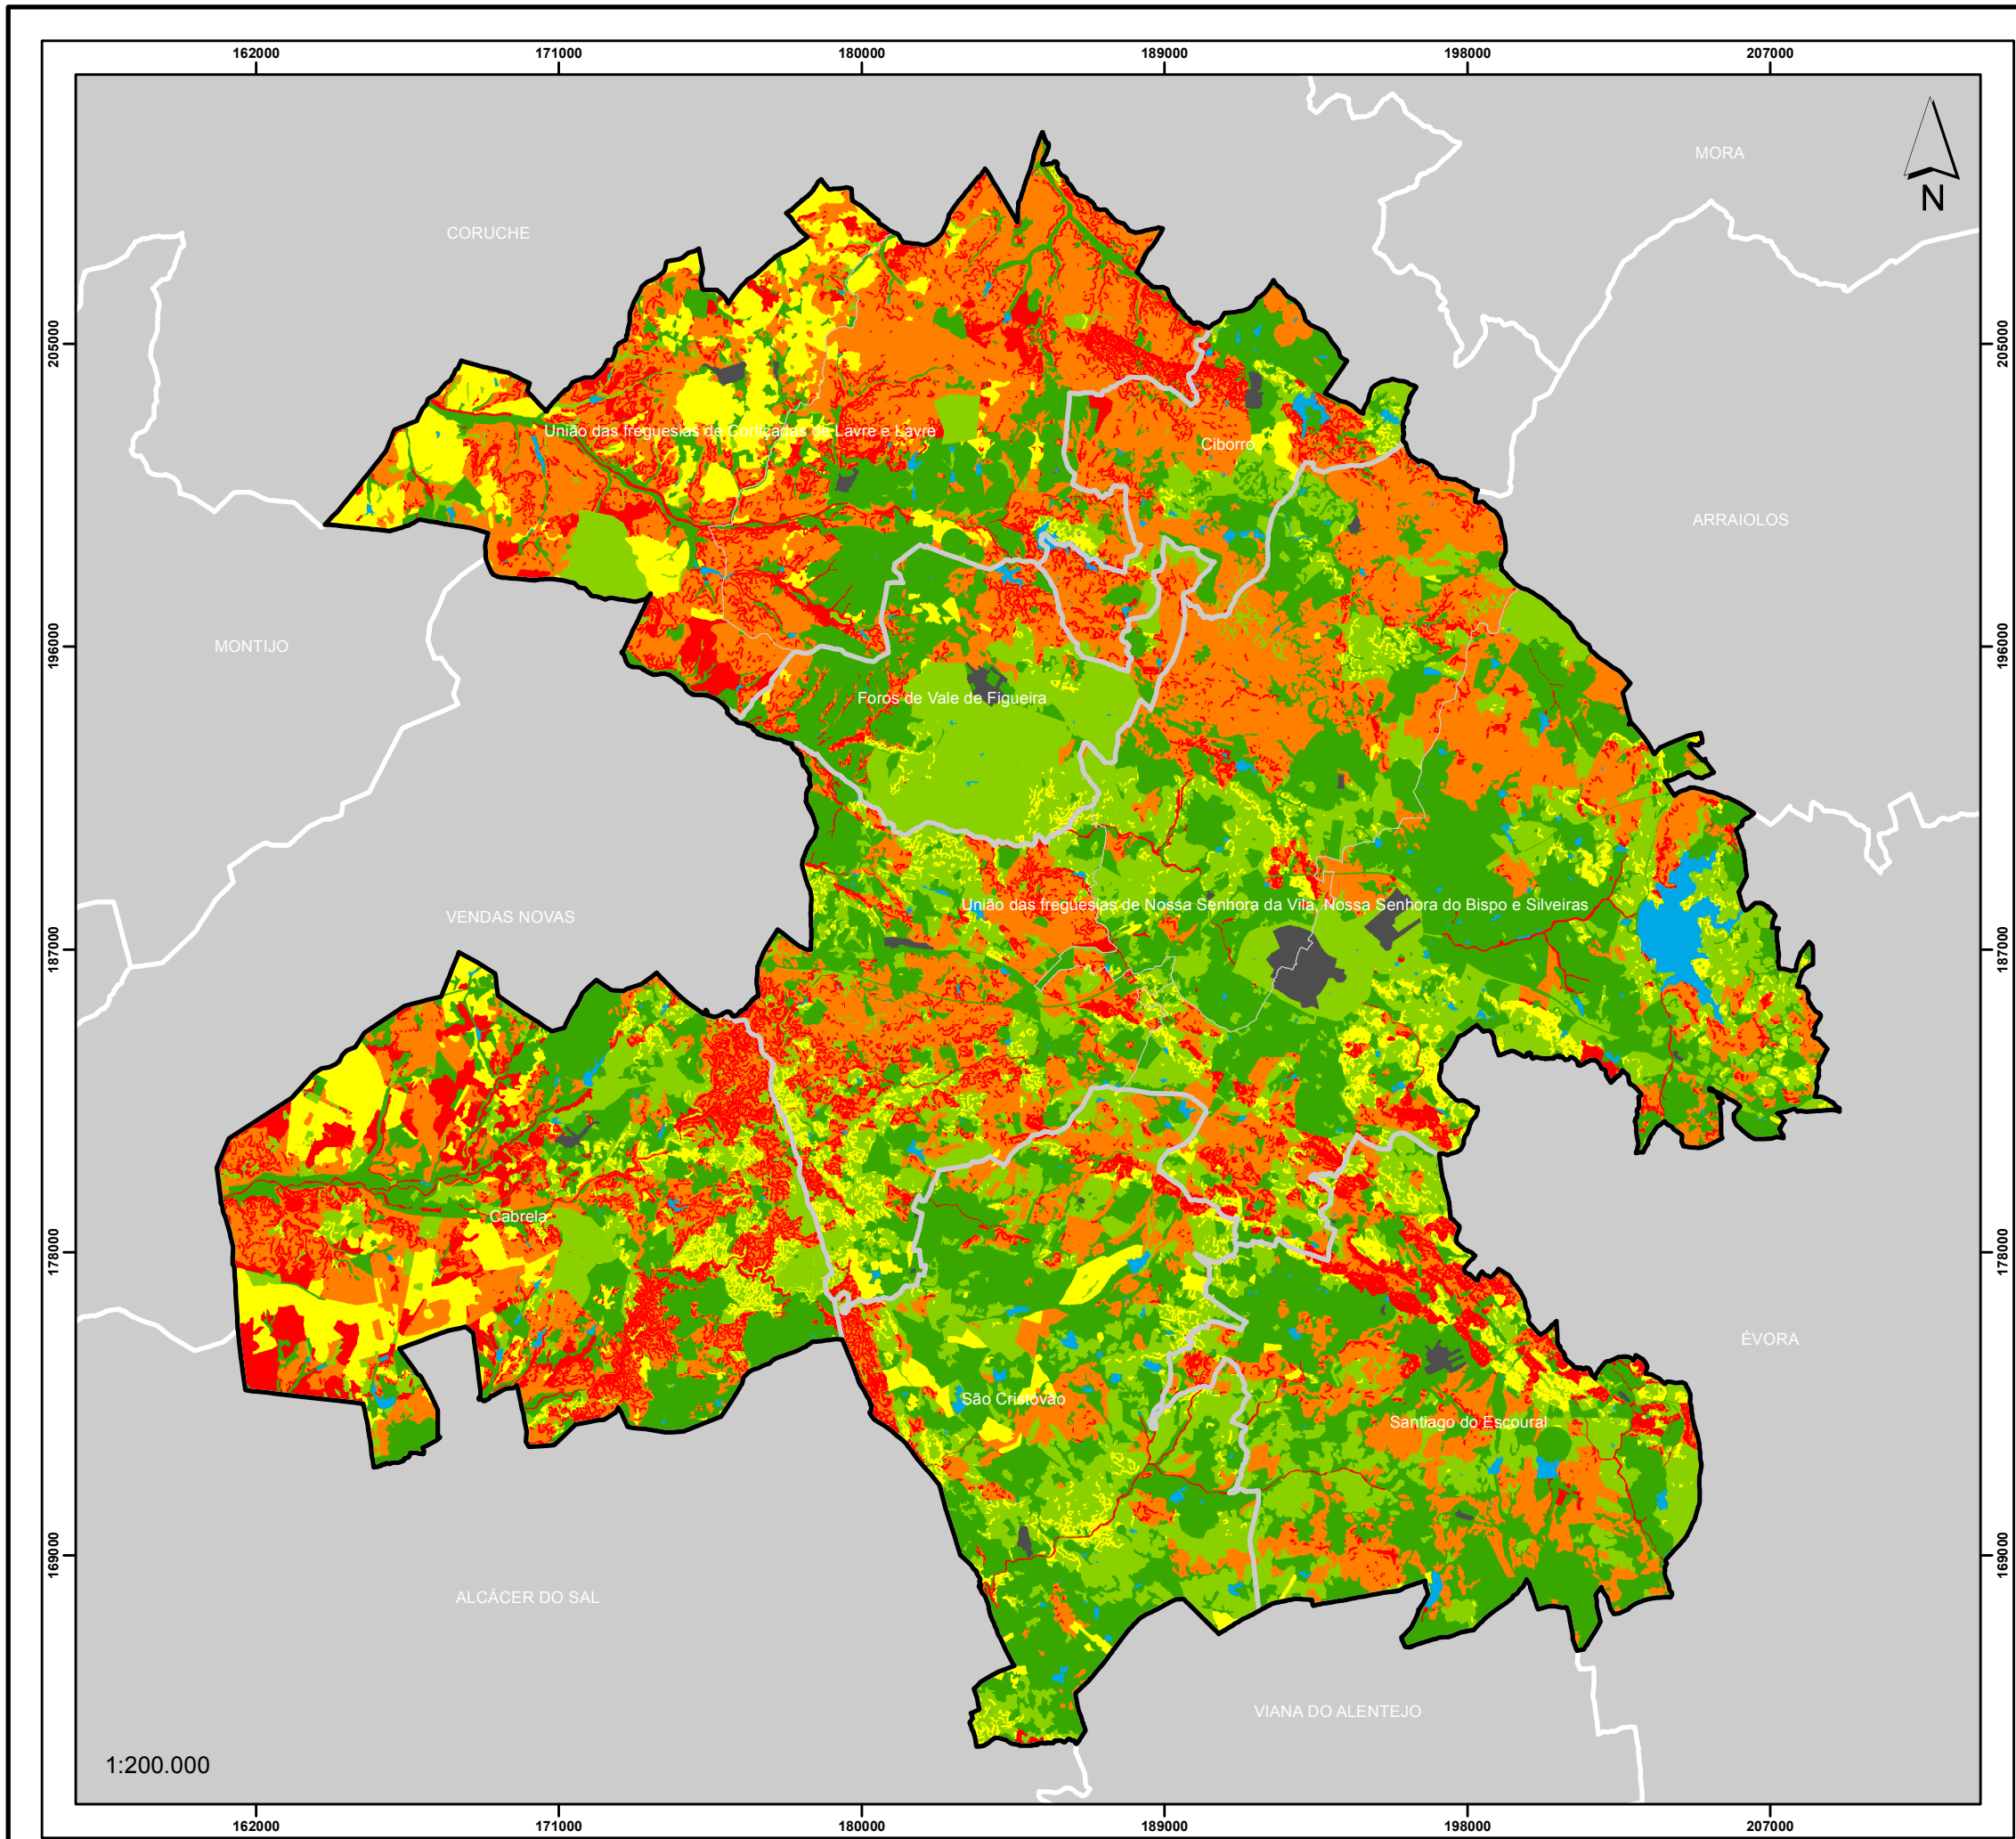 162000 171000 180000 189000 198000 207000
MORA
N
CORUCHE
205000 205000
União das freguesias de Cortiçadas de Lavre e Lavre
Ciborro
ARRAIOLOS
MONTIJO
196000 196000
Foros de Vale de Figueira
União das freguesias de Nossa Senhora da Vila, Nossa Senhora do Bispo e Silveiras
VENDAS NOVAS
187000 187000
Cabrela
178000 178000
ÉVORA
São Cristóvão
Santiago do Escoural
169000 169000
ALCÁCER DO SAL
VIANA DO ALENTEJO
1:200.000
162000 171000 180000 189000 198000 207000